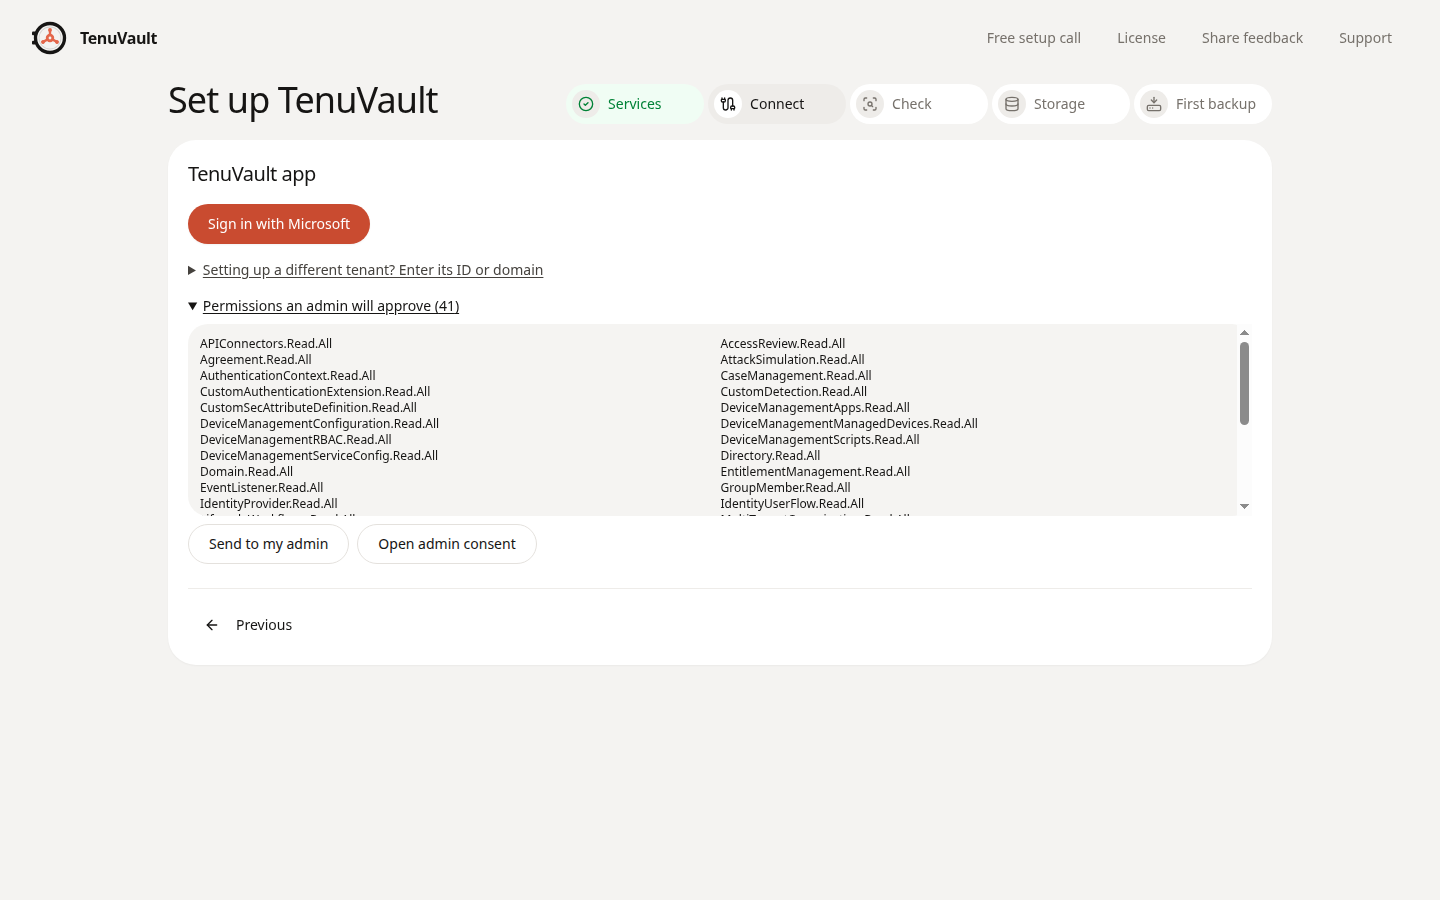 TenuVault
Free setup call
License
Share feedback
Support
Set up TenuVault
Services
Connect
Check
Storage
First backup
TenuVault app
Sign in with Microsoft
Setting up a different tenant? Enter its ID or domain
Permissions an admin will approve (41)
APIConnectors.Read.All
AccessReview.Read.All
Agreement.Read.All
AttackSimulation.Read.All
AuthenticationContext.Read.All
CaseManagement.Read.All
CustomAuthenticationExtension.Read.All
CustomDetection.Read.All
CustomSecAttributeDefinition.Read.All
DeviceManagementApps.Read.All
DeviceManagementConfiguration.Read.All
DeviceManagementManagedDevices.Read.All
DeviceManagementRBAC.Read.All
DeviceManagementScripts.Read.All
DeviceManagementServiceConfig.Read.All
Directory.Read.All
Domain.Read.All
EntitlementManagement.Read.All
EventListener.Read.All
GroupMember.Read.All
IdentityProvider.Read.All
IdentityUserFlow.Read.All
Send to my admin
Open admin consent
Previous